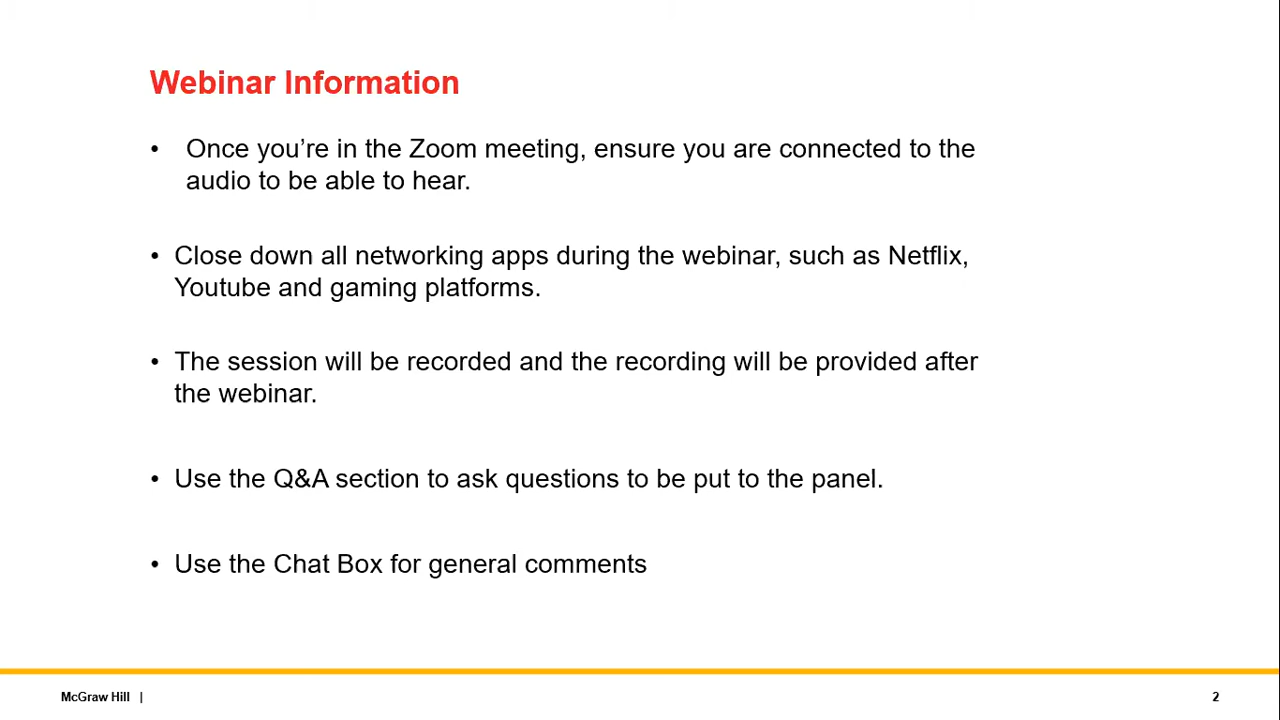 Webinar Information
• Once you’re in the Zoom meeting, ensure you are connected to the
audio to be able to hear.
• Close down all networking apps during the webinar, such as Netflix,
Youtube and gaming platforms.
• The session will be recorded and the recording will be provided after
the webinar.
• Use the Q&A section to ask questions to be put to the panel.
• Use the Chat Box for general comments
McGraw Hill |
2